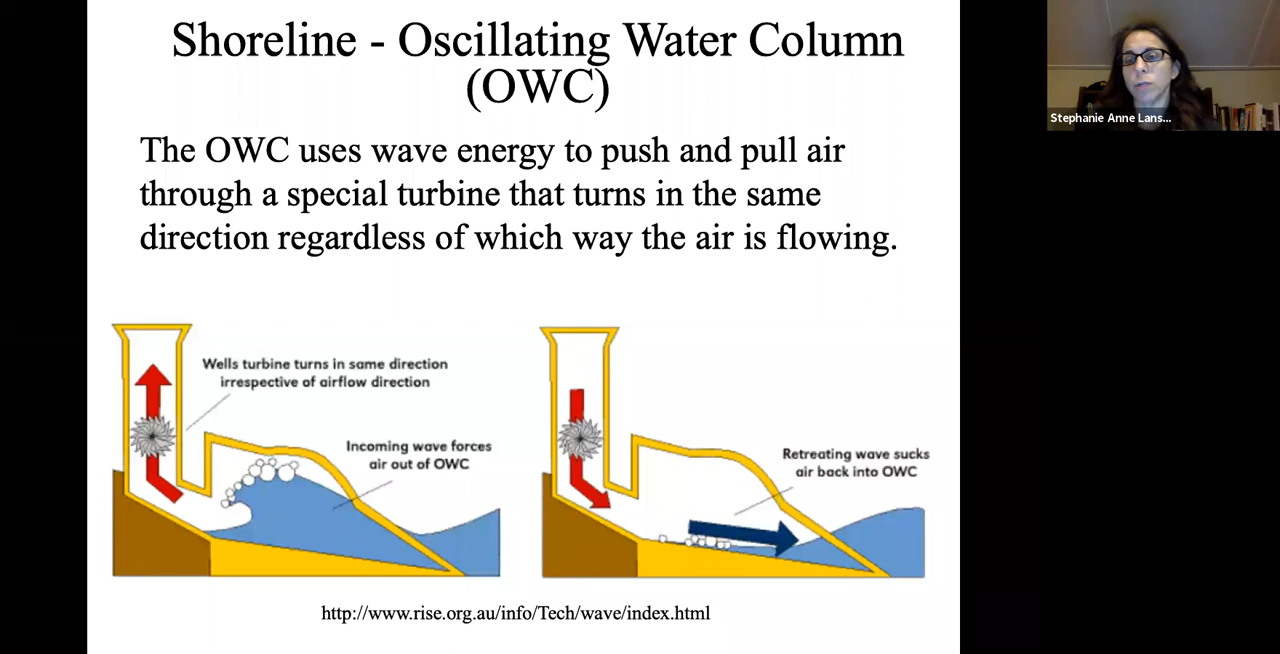 Shoreline - Oscillating Water Column
(OWC)
The OWC uses wave energy to push and pull air
through a special turbine that turns in the same
direction regardless of which way the air is flowing.
Wells turbine turns in same direction
irrespective of airflow direction
Incoming wave forces
air out of OWC
Retreating wave sucks
air back into OWC
http://www.rise.org.au/info/Tech/wave/index.html
Stephanie Anne Lans...